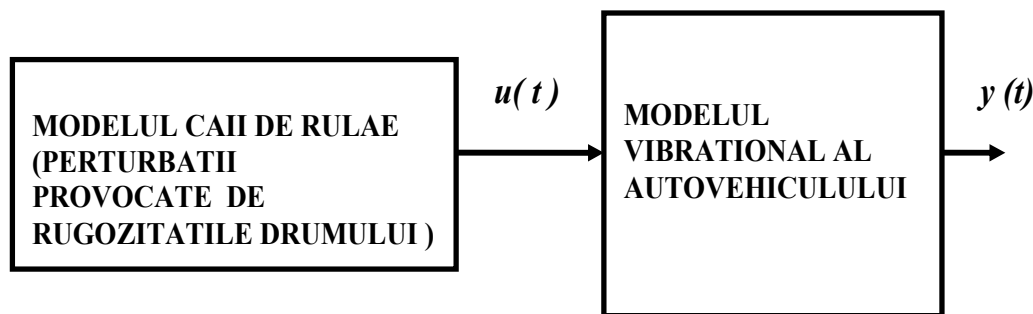 MODELUL CAII DE RULAE
(PERTURBATII
PROVOCATE DE
RUGOZITATILE DRUMULUI )
u( t )
MODELUL
VIBRATIONAL AL
AUTOVEHICULULUI
y (t)